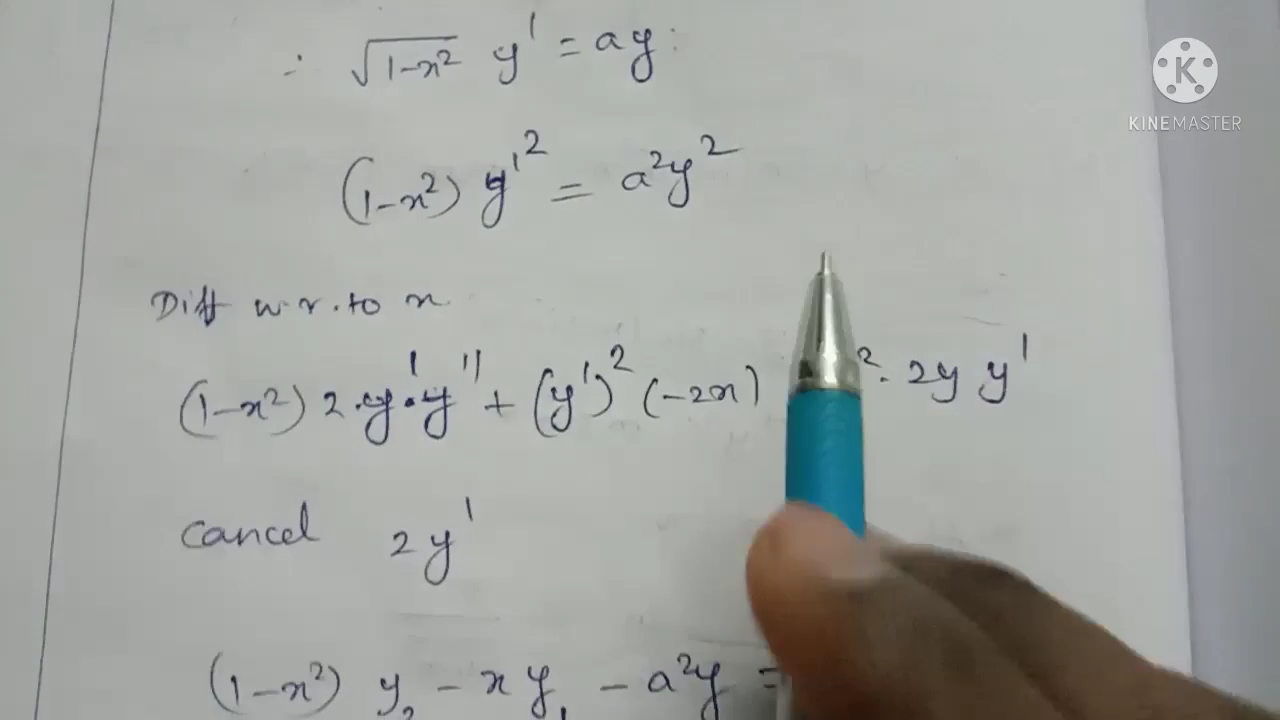 ∴ √(1-x²) y' = ay
K
KINEMASTER
(1-x²) y'² = a²y²
Diff w.r.to x
(1-x²) 2.y'.y'' + (y')² (-2x) ². 2y y'
Cancel 2y'
(1-x²) y₂ - xy₁ - a²y =